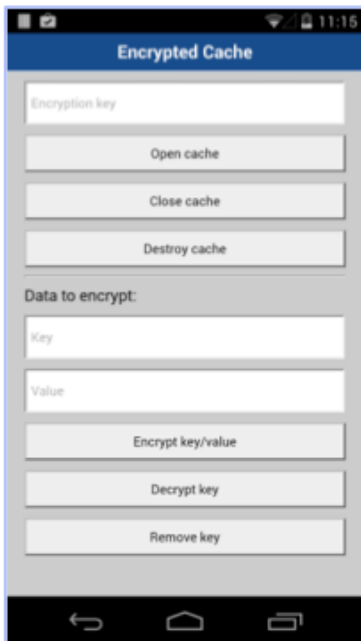 11:15
Encrypted Cache
Encryption key
Open cache
Close cache
Destroy cache
Data to encrypt:
Key
Value
Encrypt key/value
Decrypt key
Remove key